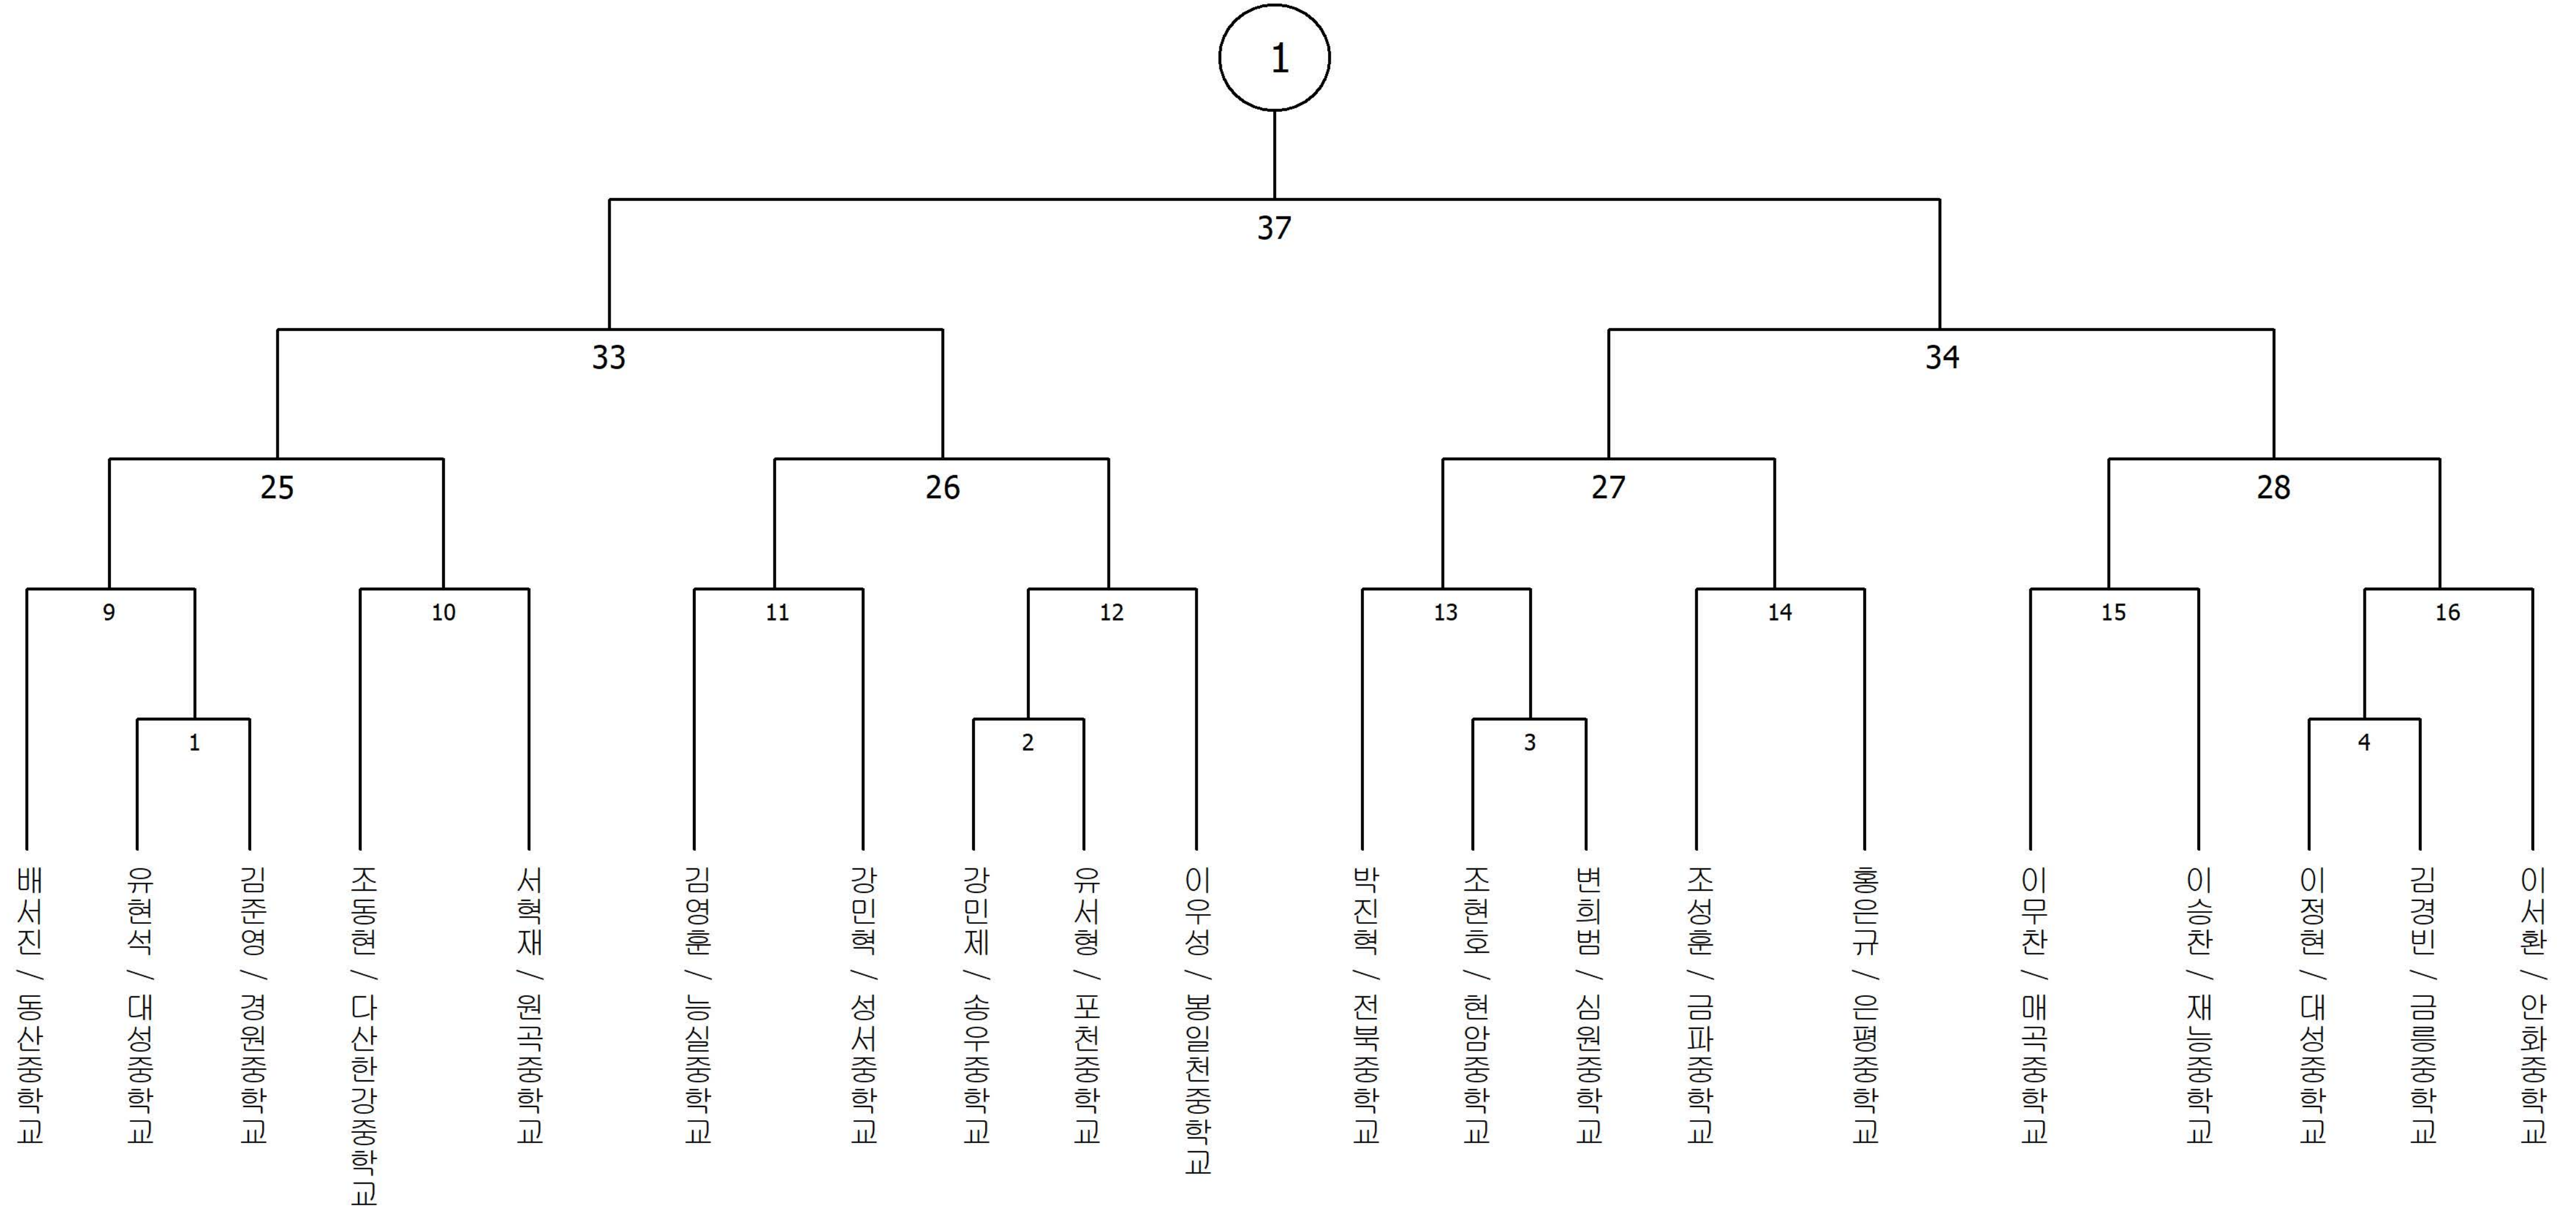 1
37
33
34
25
26
27
28
9
10
11
12
13
14
15
16
1
2
3
4
배서진 / 동산중학교
유현석 / 대성중학교
김준영 / 경원중학교
조동현 / 다산한강중학교
서혁재 / 원곡중학교
김영훈 / 능실중학교
강민혁 / 성서중학교
강민제 / 송우중학교
유서형 / 포천중학교
이우성 / 봉일천중학교
박진혁 / 전북중학교
조현호 / 현암중학교
변희범 / 심원중학교
조성훈 / 금파중학교
홍은규 / 은평중학교
이무찬 / 매곡중학교
이승찬 / 재능중학교
이정현 / 대성중학교
김경빈 / 금릉중학교
이서환 / 안화중학교